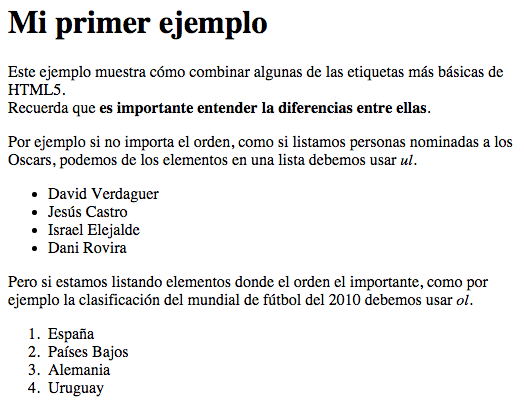 Mi primer ejemplo
Este ejemplo muestra cómo combinar algunas de las etiquetas más básicas de
HTML5.
Recuerda que es importante entender la diferencias entre ellas.
Por ejemplo si no importa el orden, como si listamos personas nominadas a los
Oscars, podemos de los elementos en una lista debemos usar ul.
• David Verdaguer
• Jesús Castro
• Israel Elejalde
• Dani Rovira
Pero si estamos listando elementos donde el orden el importante, como por
ejemplo la clasificación del mundial de fútbol del 2010 debemos usar ol.
1. España
2. Países Bajos
3. Alemania
4. Uruguay